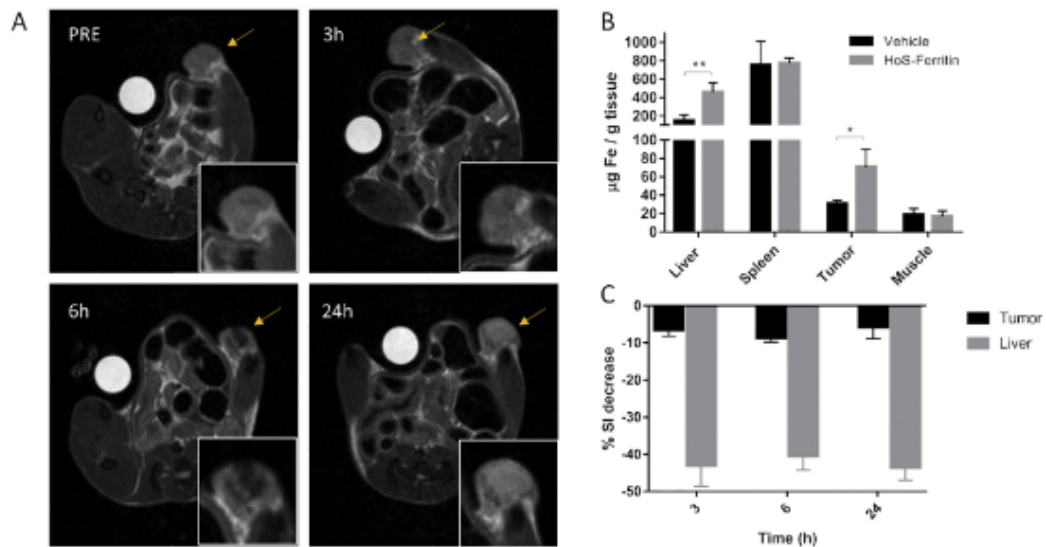 A
PRE
3h
6h
24h
B
Vehicle
HoS-Ferritin
µg Fe / g tissue
1000
800
600
400
200
100
80
60
40
20
0
**
*
Liver
Spleen
Tumor
Muscle
C
Tumor
Liver
% SI decrease
0
-10
-20
-30
-40
-50
3
6
24
Time (h)